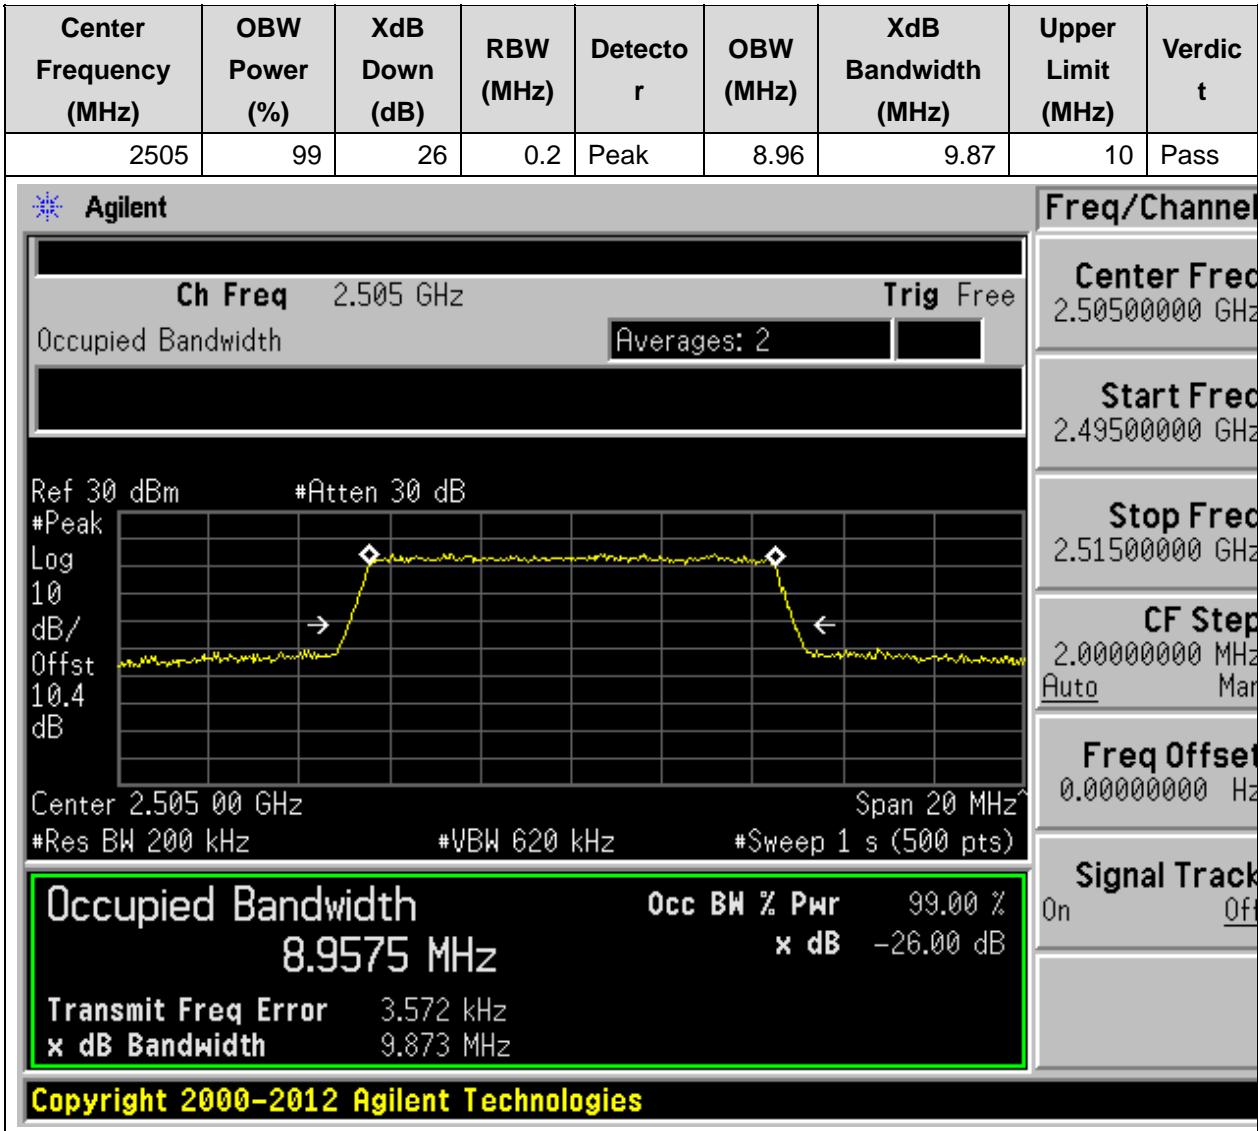 Center Frequency (MHz) OBW Power (%) XdB Down (dB) RBW (MHz) Detector OBW (MHz) XdB Bandwidth (MHz) Upper Limit (MHz) Verdict
2505 99 26 0.2 Peak 8.96 9.87 10 Pass
Agilent
Freq/Channel
Ch Freq 2.505 GHz Trig Free
Occupied Bandwidth Averages: 2
Center Freq
2.50500000 GHz
Start Freq
2.49500000 GHz
Stop Freq
2.51500000 GHz
CF Step
2.00000000 MHz
Auto Man
Freq Offset
0.00000000 Hz
Signal Track
On Off
Ref 30 dBm #Atten 30 dB
#Peak
Log
10
dB/
Offst
10.4
dB
Center 2.505 00 GHz Span 20 MHz^
#Res BW 200 kHz #VBW 620 kHz #Sweep 1 s (500 pts)
Occupied Bandwidth Occ BW % Pwr 99.00 %
8.9575 MHz x dB -26.00 dB
Transmit Freq Error 3.572 kHz
x dB Bandwidth 9.873 MHz
Copyright 2000-2012 Agilent Technologies